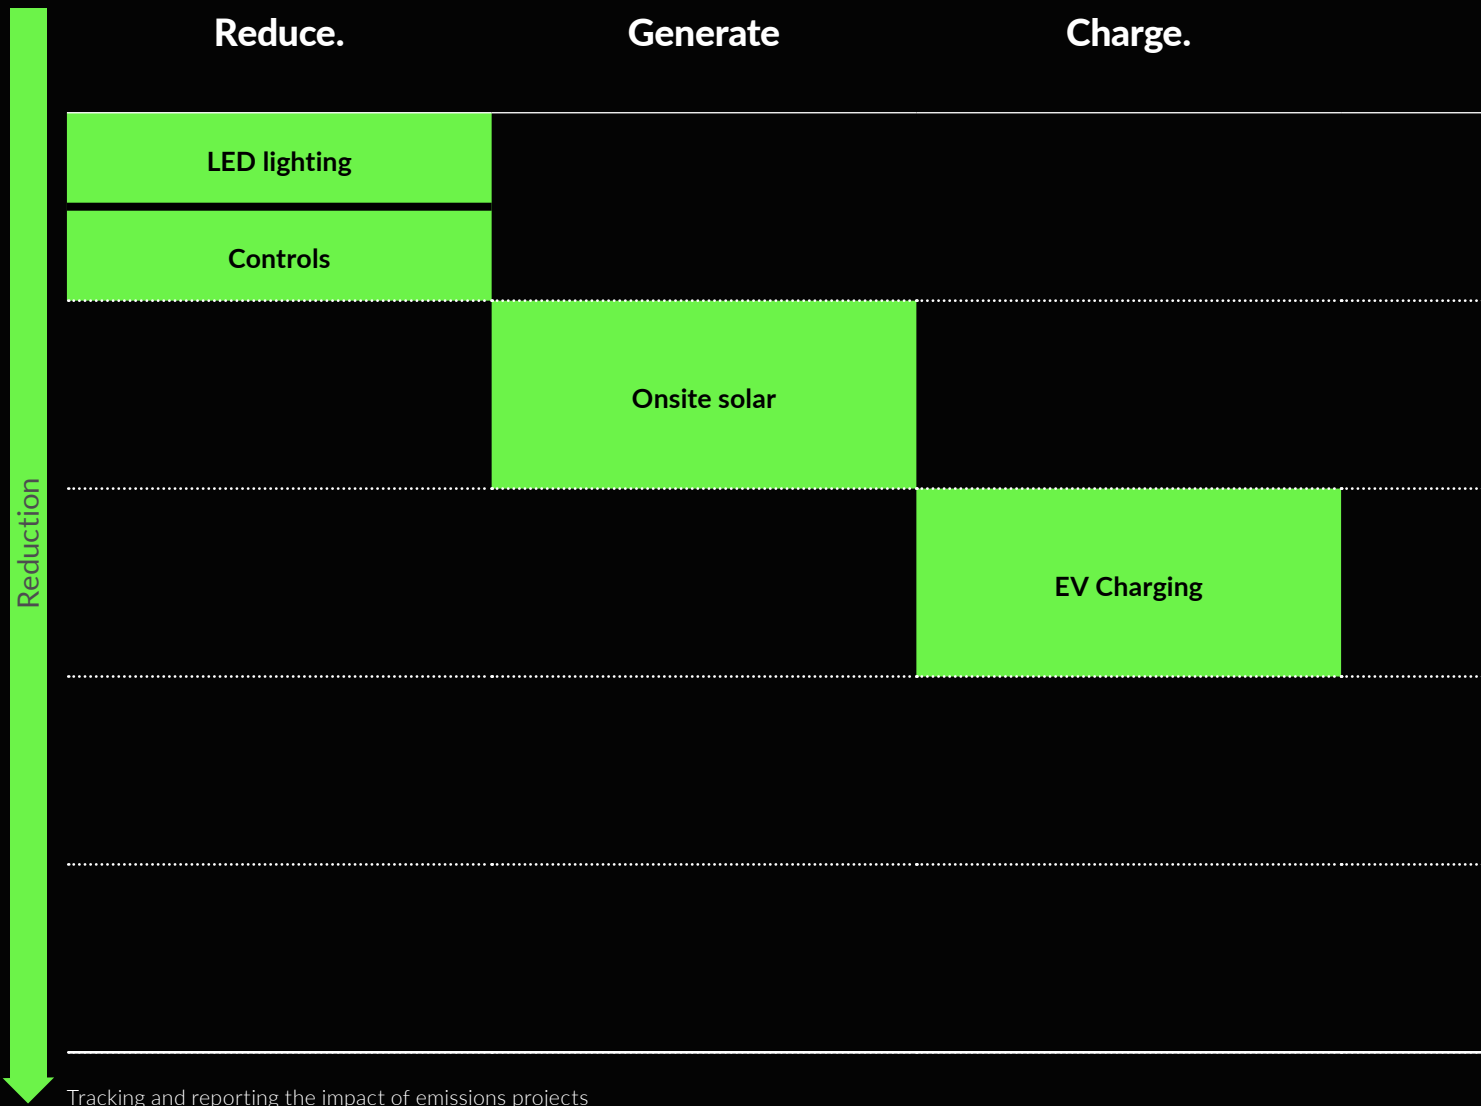 Reduce.
Generate
Charge.
LED lighting
Controls
Onsite solar
EV Charging
Reduction
Tracking and reporting the impact of emissions projects